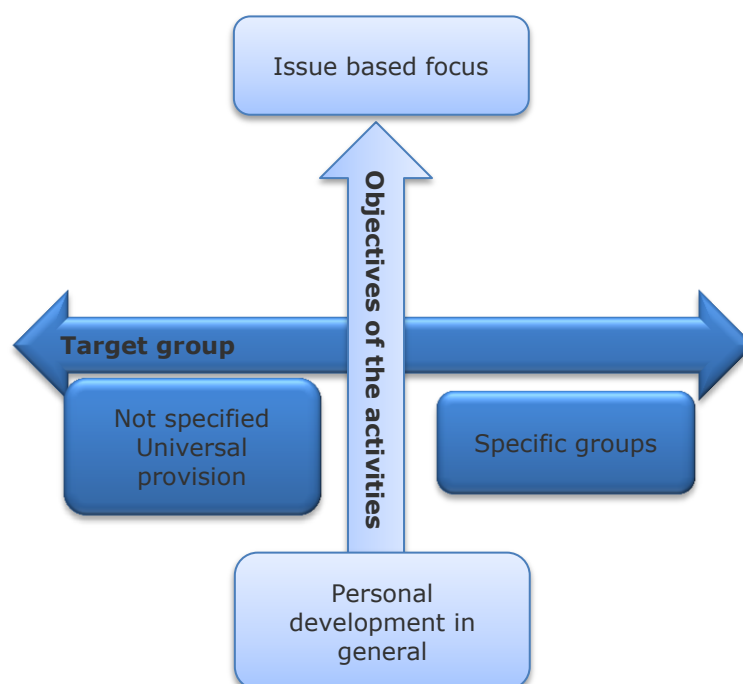 Issue based focus
Objectives of the activities
Target group
Not specified
Universal
provision
Specific groups
Personal
development in
general